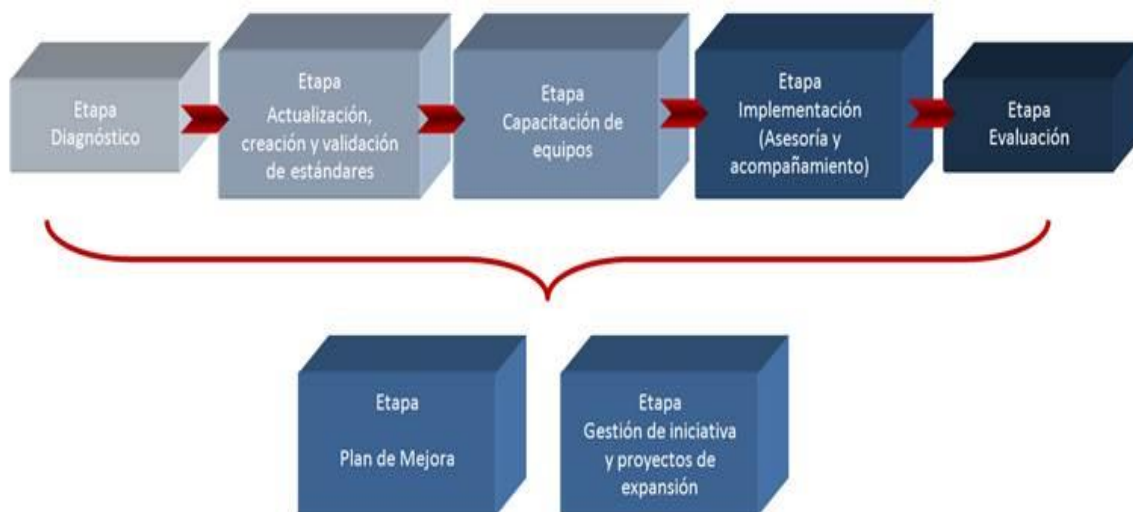 Etapa
Diagnóstico
Etapa
Actualización,
creación y validación
de estándares
Etapa
Capacitación de
equipos
Etapa
Implementación
(Asesoría y
acompañamiento)
Etapa
Evaluación
Etapa
Plan de Mejora
Etapa
Gestión de iniciativa
y proyectos de
expansión